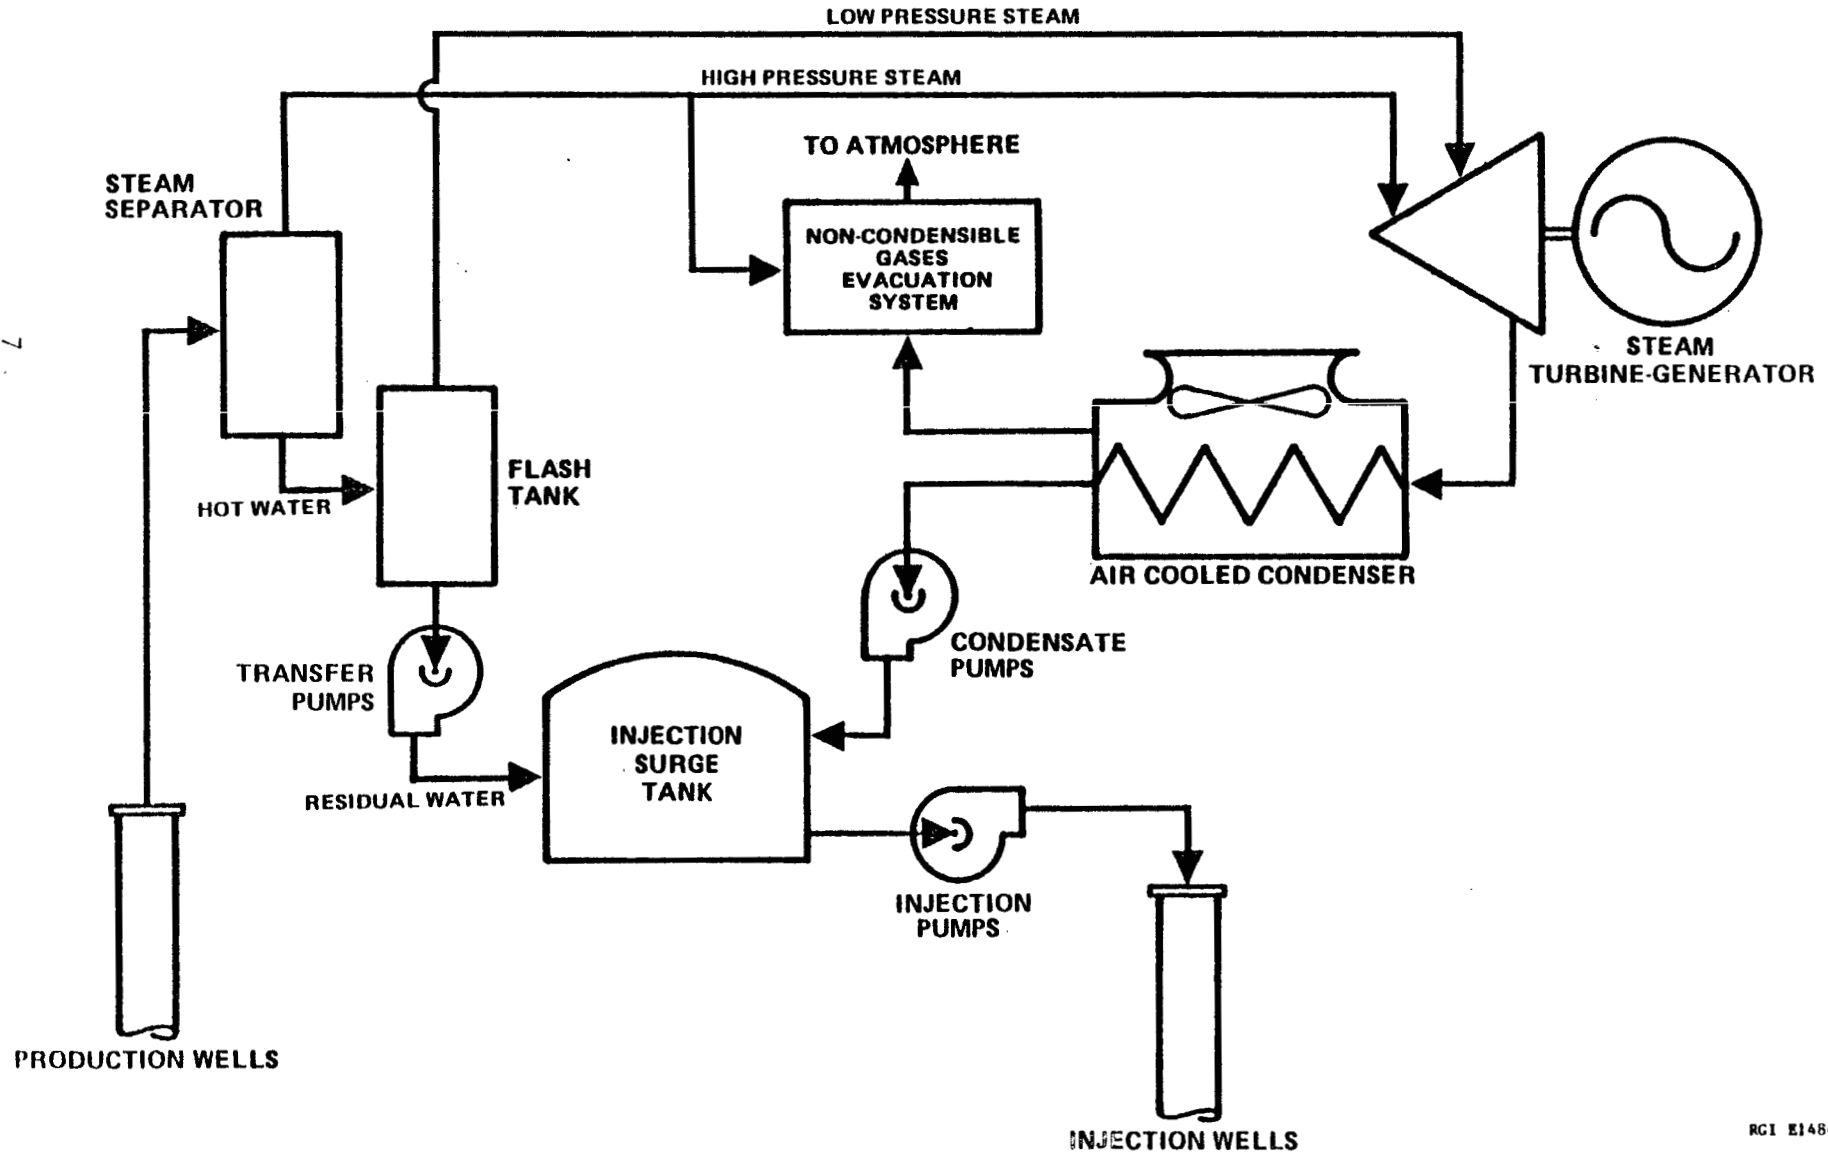 LOW PRESSURE STEAM
HIGH PRESSURE STEAM
TO ATMOSPHERE
STEAM
SEPARATOR
NON-CONDENSIBLE
GASES
EVACUATION
SYSTEM
7
STEAM
TURBINE-GENERATOR
FLASH
TANK
HOT WATER
AIR COOLED CONDENSER
CONDENSATE
PUMPS
TRANSFER
PUMPS
INJECTION
SURGE
TANK
RESIDUAL WATER
INJECTION
PUMPS
PRODUCTION WELLS
INJECTION WELLS
RGI E148